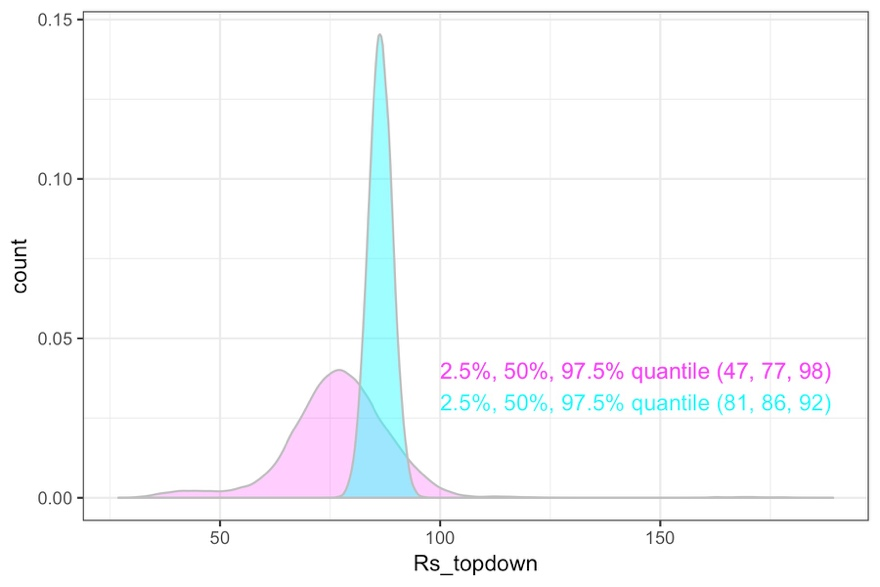 0.15
0.10
0.05
0.00
count
2.5%, 50%, 97.5% quantile (47, 77, 98)
2.5%, 50%, 97.5% quantile (81, 86, 92)
50
100
150
Rs_topdown